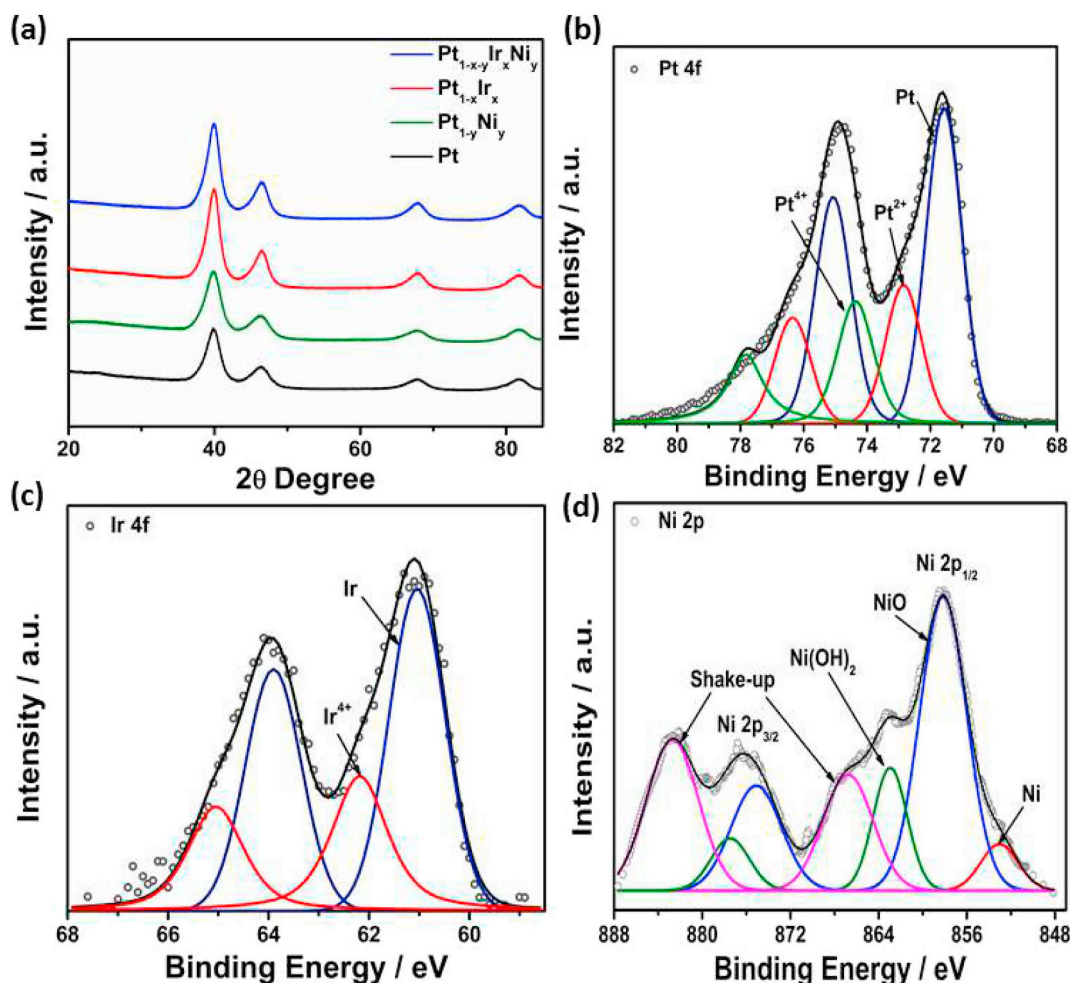 (a)
Pt1-x-yIrxNiy
Pt1-xIrx
Pt1-yNiy
Pt
Intensity / a.u.
20 40 60 80
2θ Degree
(b)
Pt 4f
Pt
Pt4+
Pt2+
Intensity / a.u.
82 80 78 76 74 72 70 68
Binding Energy / eV
(c)
Ir 4f
Ir
Ir4+
Intensity / a.u.
68 66 64 62 60
Binding Energy / eV
(d)
Ni 2p
Ni 2p1/2
NiO
Ni(OH)2
Shake-up
Ni 2p3/2
Ni
Intensity / a.u.
888 880 872 864 856 848
Binding Energy / eV